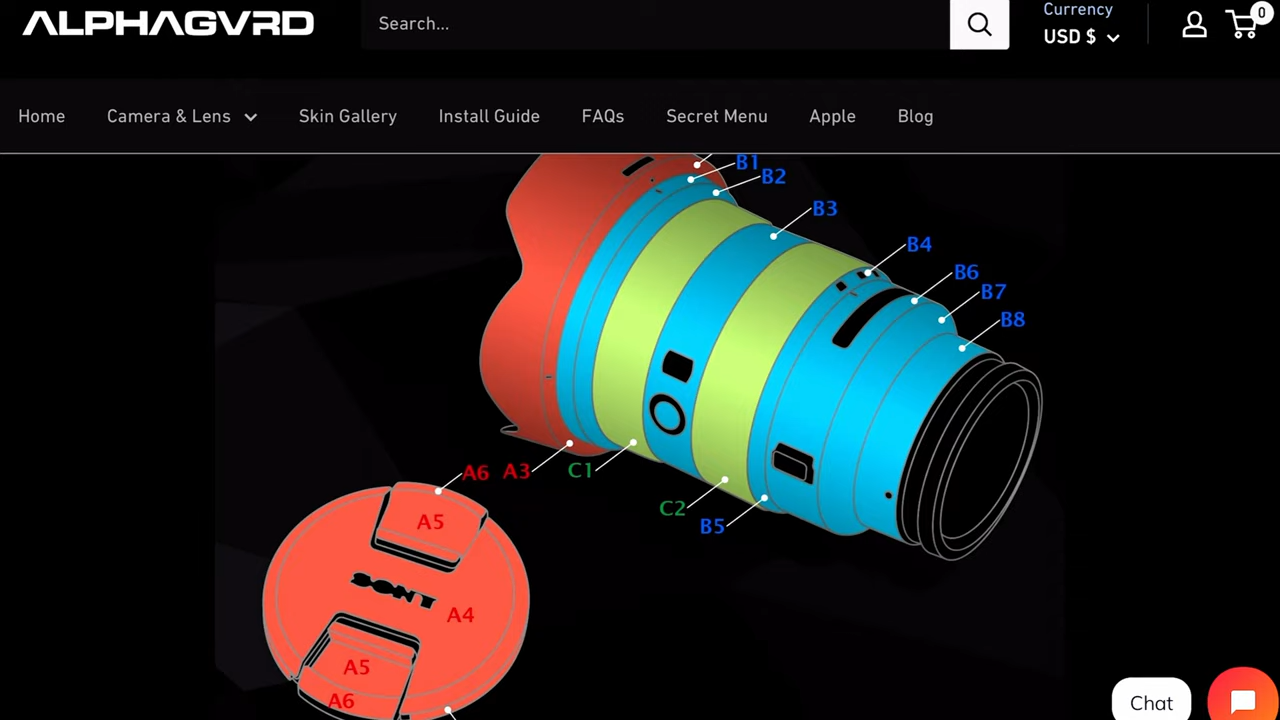 ALPHAGVRD
Search...
Currency
USD $
0
Home
Camera & Lens
Skin Gallery
Install Guide
FAQs
Secret Menu
Apple
Blog
B1
B2
B3
B4
B6
B7
B8
A6
A3
C1
C2
B5
A5
SONY
A4
A5
A6
Chat